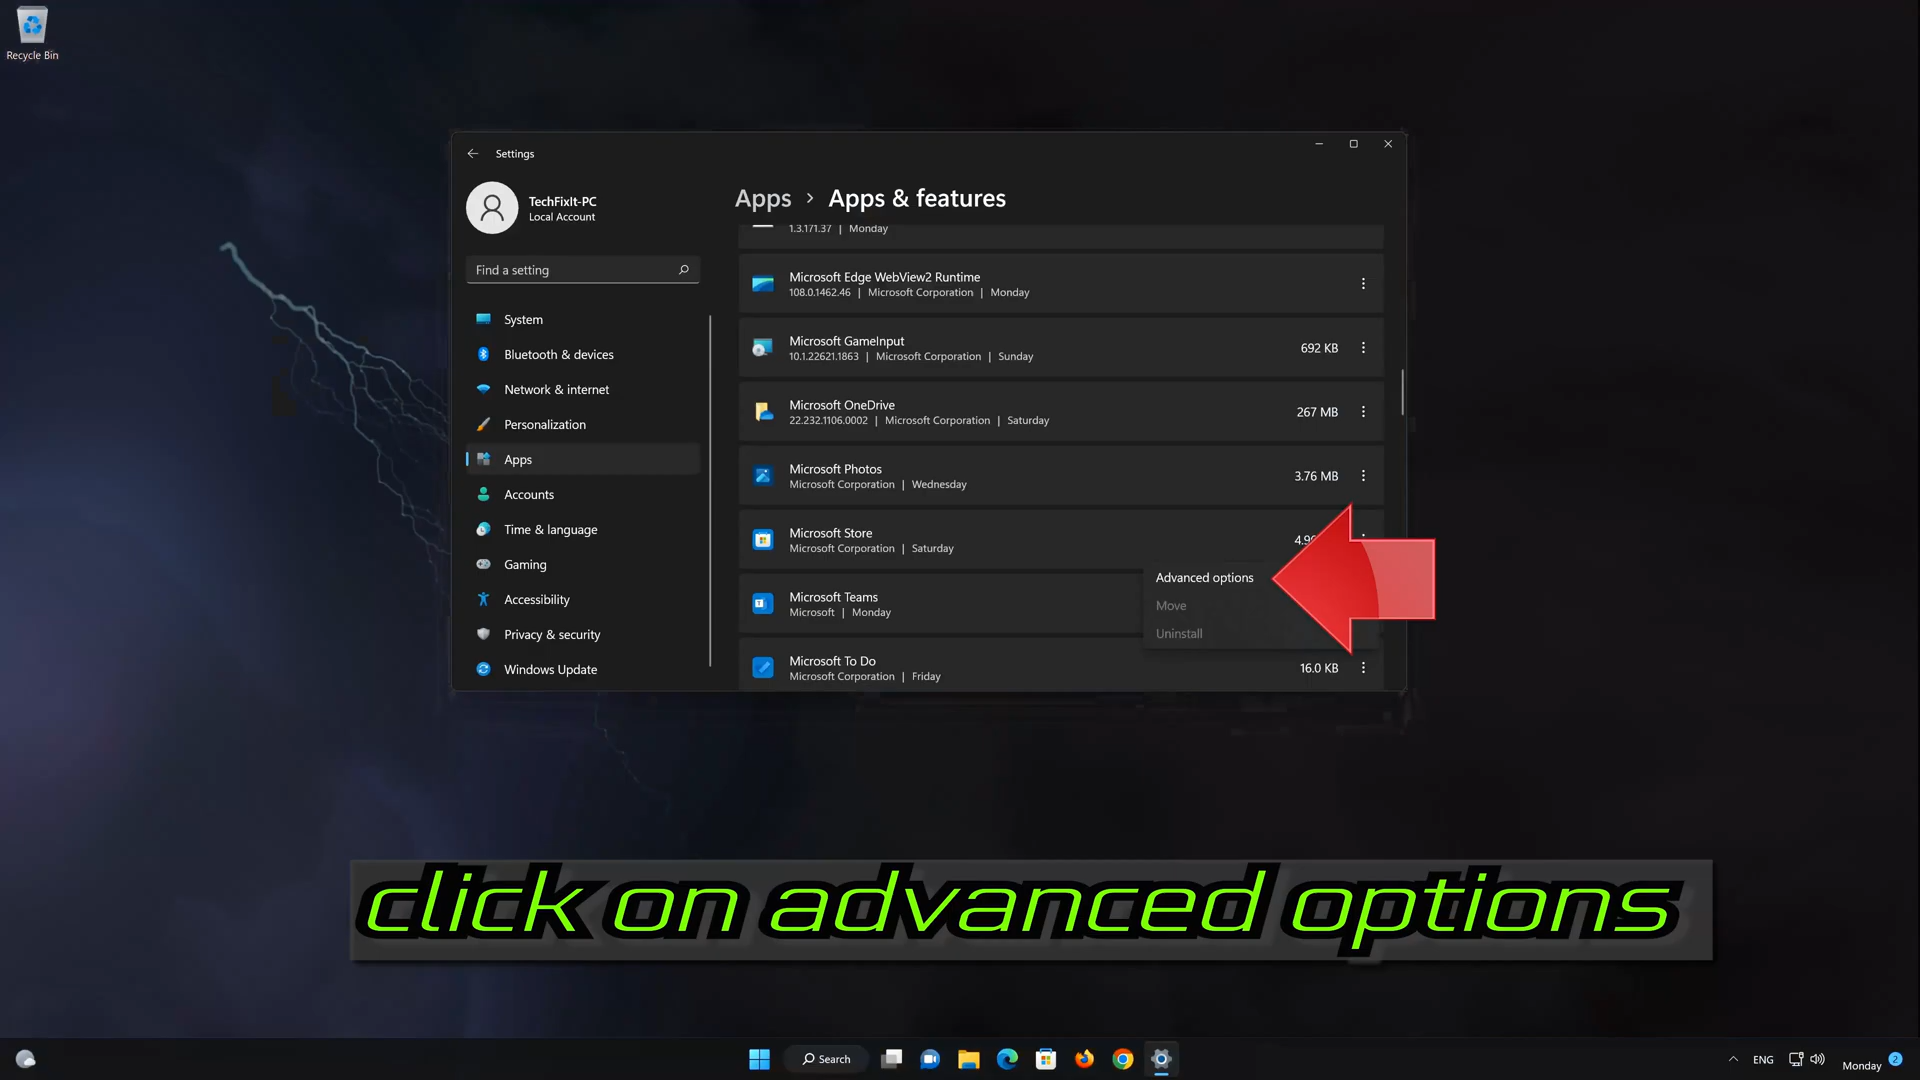 Recycle Bin
Settings
TechFixIt-PC
Local Account
Find a setting
System
Bluetooth & devices
Network & internet
Personalization
Apps
Accounts
Time & language
Gaming
Accessibility
Privacy & security
Windows Update
Apps > Apps & features
1.3.171.37 | Monday
Microsoft Edge WebView2 Runtime
108.0.1462.46 | Microsoft Corporation | Monday
Microsoft GameInput
10.1.22621.1863 | Microsoft Corporation | Sunday
692 KB
Microsoft OneDrive
22.232.1106.0002 | Microsoft Corporation | Saturday
267 MB
Microsoft Photos
Microsoft Corporation | Wednesday
3.76 MB
Microsoft Store
Microsoft Corporation | Saturday
Advanced options
Move
Uninstall
Microsoft Teams
Microsoft | Monday
Microsoft To Do
Microsoft Corporation | Friday
16.0 KB
click on advanced options
Search
ENG
Monday
2